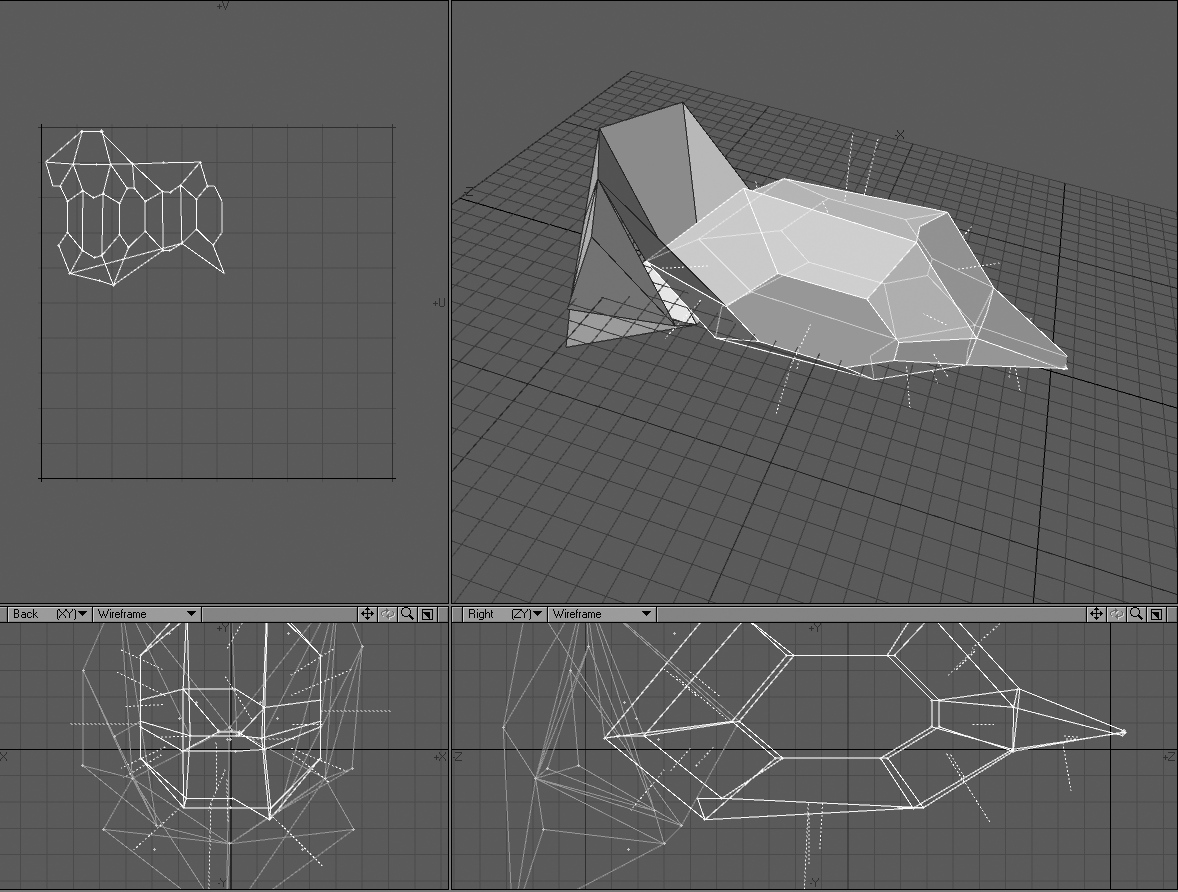 +V
+U
-X
-Z
Back (XY) Wireframe
Right (ZY) Wireframe
+Y
X
+X
-Y
+Y
-Z
+Z
-Y